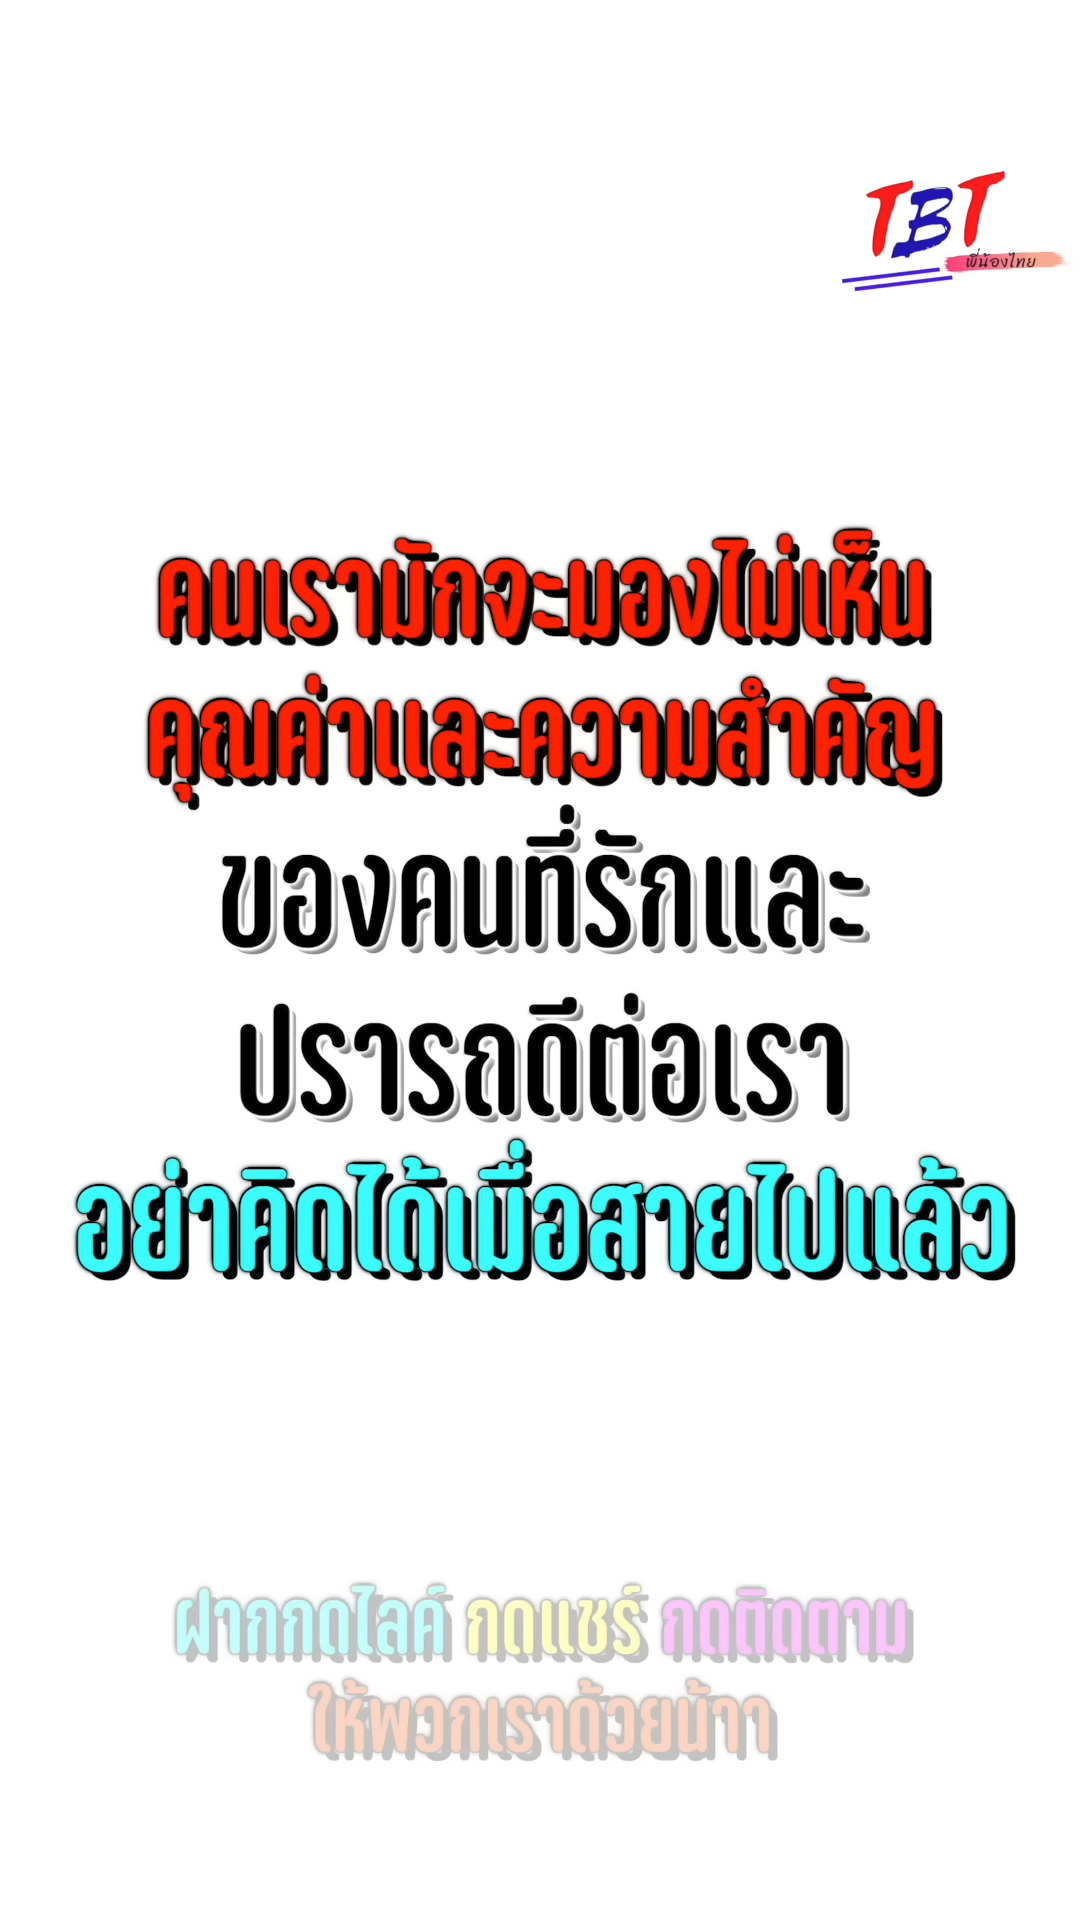 TBT
พี่น้องไทย
คนเรามักจะมองไม่เห็น
คุณค่าและความสำคัญ
ของคนที่รักและ
ปรารถดีต่อเรา
อย่าคิดได้เมื่อสายไปแล้ว
ฝากกดไลค์ กดแชร์ กดติดตาม
ให้พวกเราด้วยน้าา